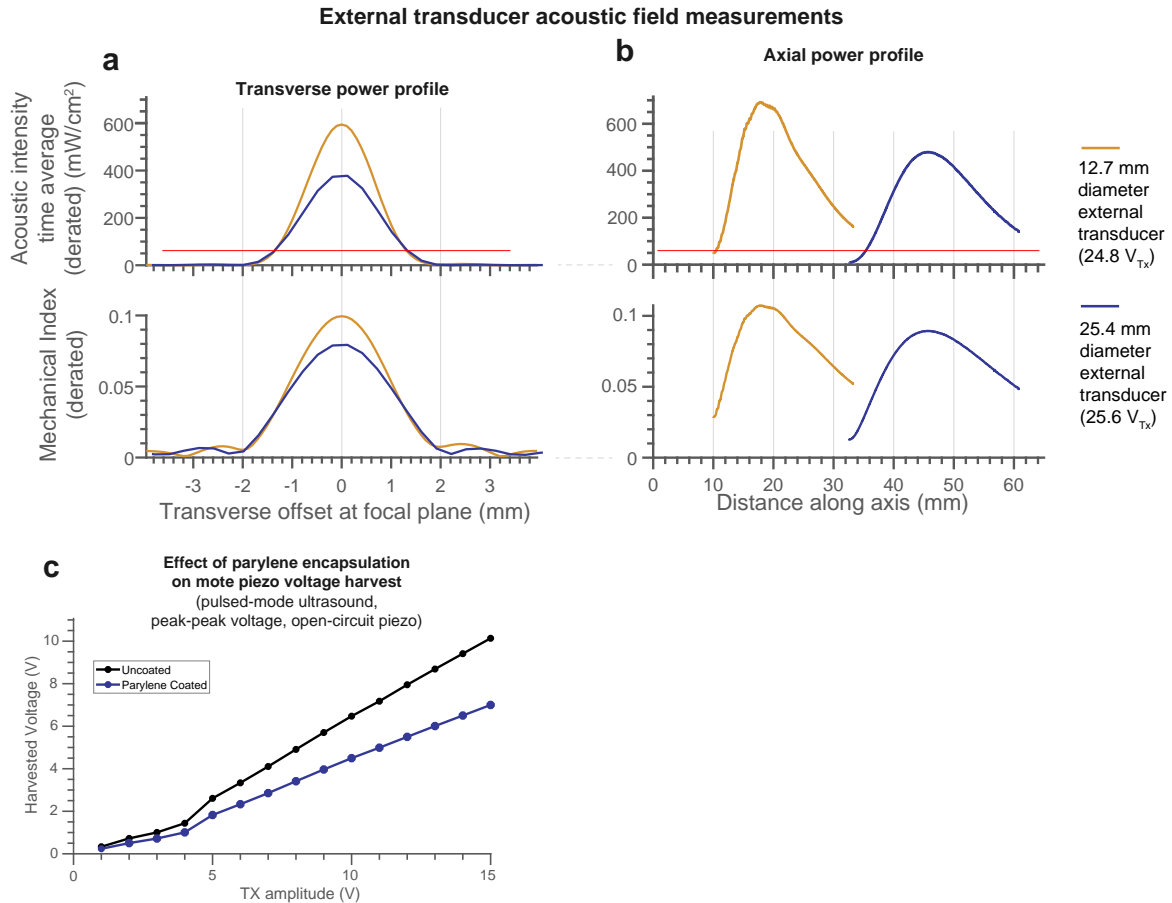 External transducer acoustic field measurements
a
Transverse power profile
Acoustic intensity
time average
(derated) (mW/cm²)
600
400
200
0
Mechanical Index
(derated)
0.1
0.05
0
-3 -2 -1 0 1 2 3
Transverse offset at focal plane (mm)
b
Axial power profile
600
400
200
0
0.1
0.05
0
0 10 20 30 40 50 60
Distance along axis (mm)
12.7 mm
diameter
external
transducer
(24.8 V_Tx)
25.4 mm
diameter
external
transducer
(25.6 V_Tx)
c
Effect of parylene encapsulation
on mote piezo voltage harvest
(pulsed-mode ultrasound,
peak-peak voltage, open-circuit piezo)
Harvested Voltage (V)
10
8
6
4
2
0
Uncoated
Parylene Coated
0 5 10 15
TX amplitude (V)